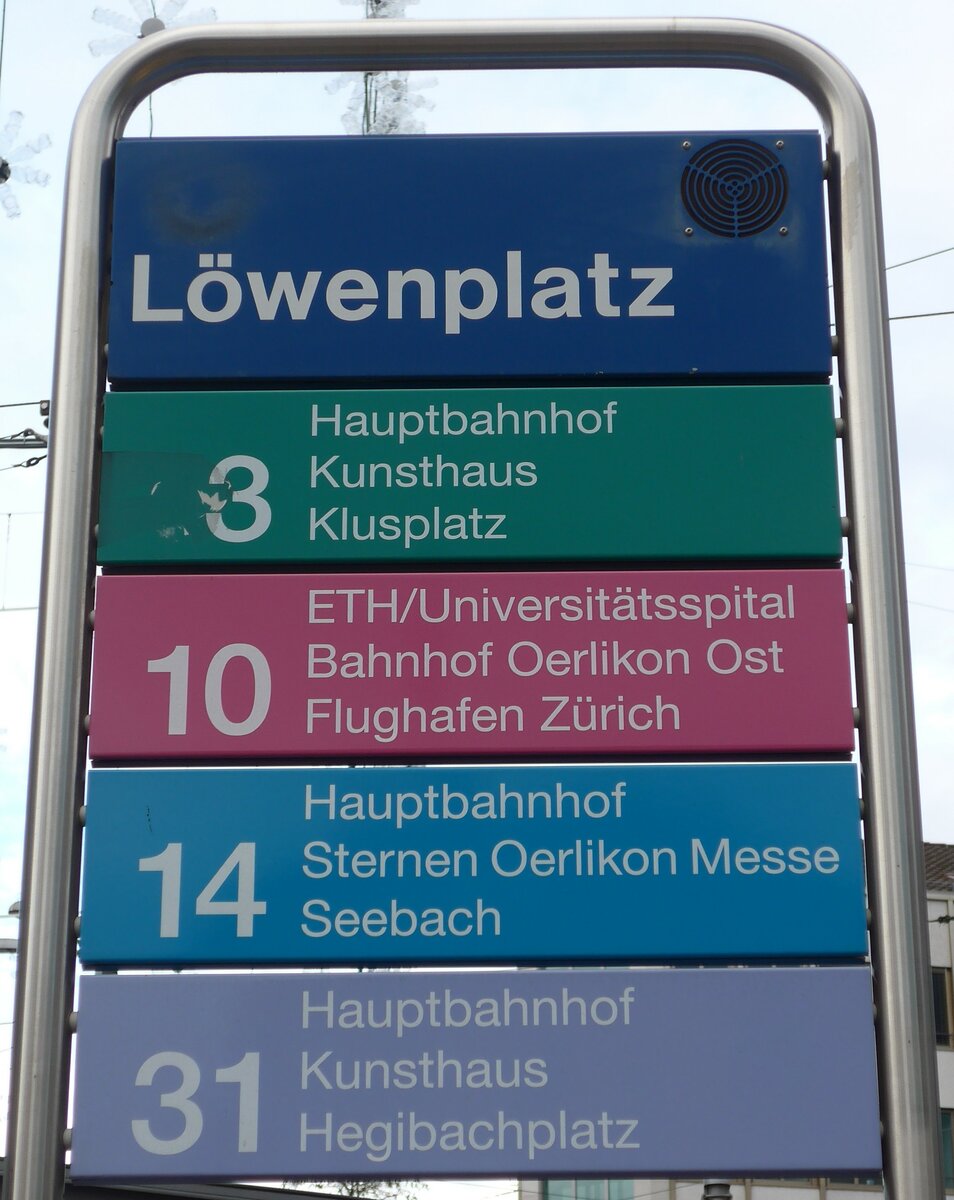 Löwenplatz
3
Hauptbahnhof
Kunsthaus
Klusplatz
10
ETH/Universitätsspital
Bahnhof Oerlikon Ost
Flughafen Zürich
14
Hauptbahnhof
Sternen Oerlikon Messe
Seebach
31
Hauptbahnhof
Kunsthaus
Hegibachplatz